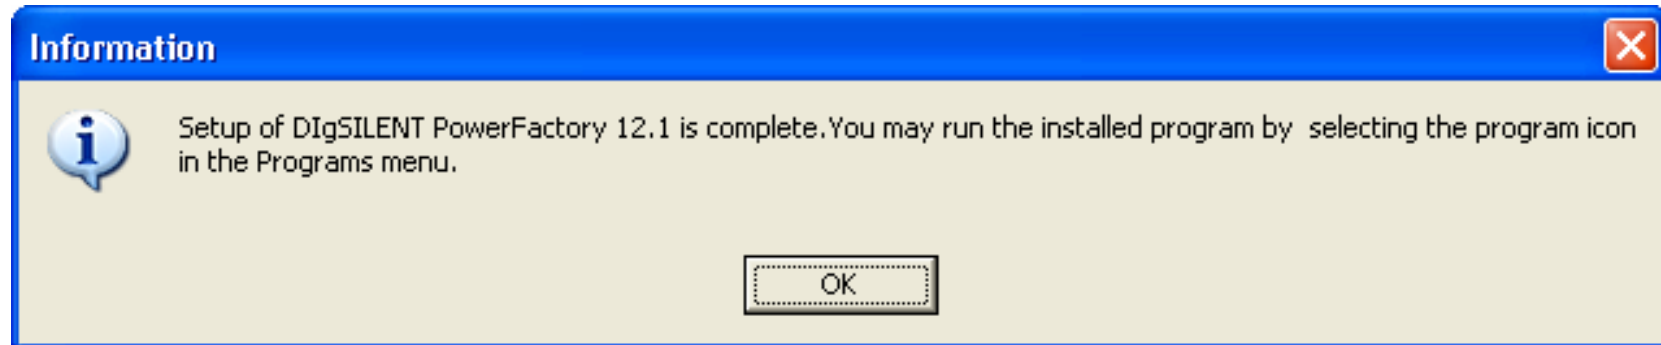 Information
Setup of DIgSILENT PowerFactory 12.1 is complete.You may run the installed program by  selecting the program icon
in the Programs menu.
OK